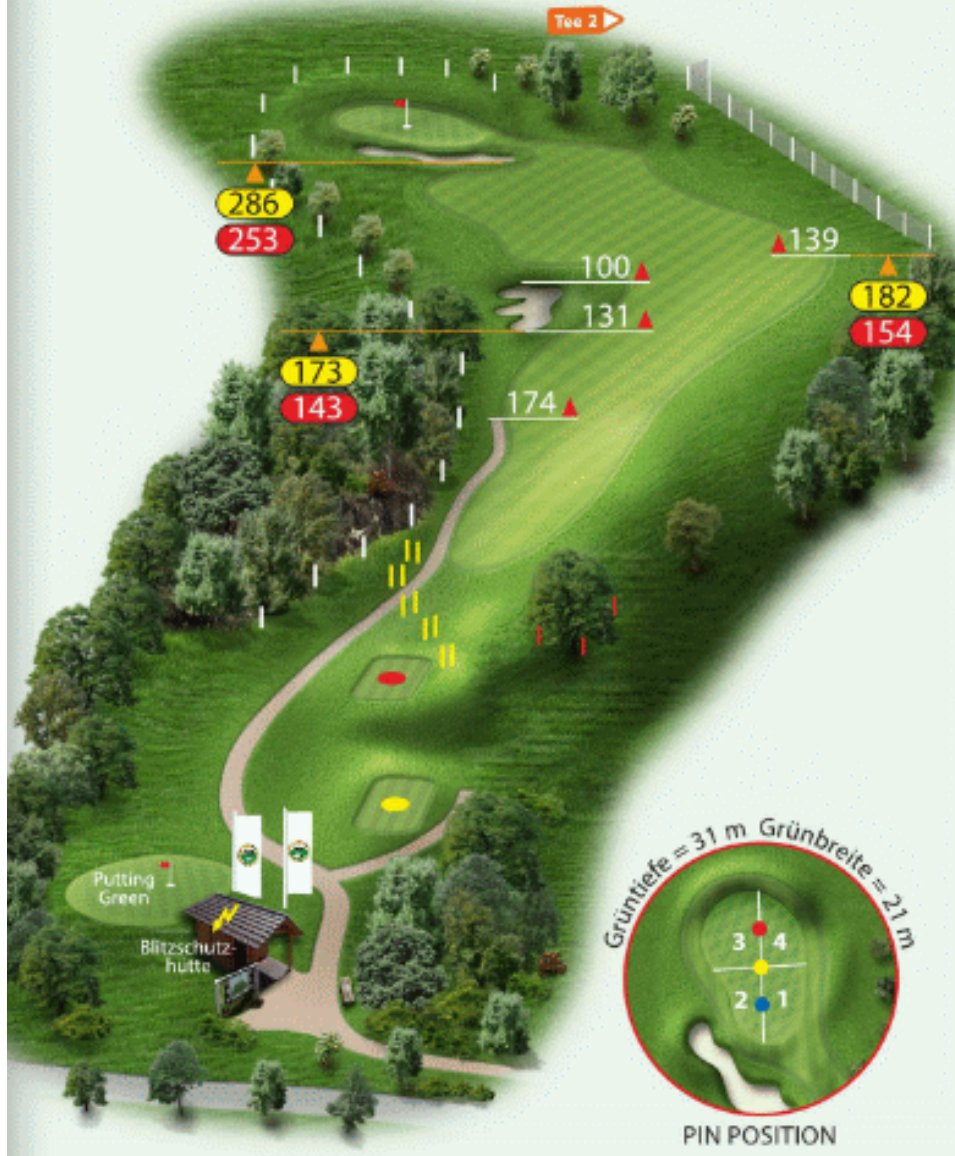 Tee 2
286
253
139
100
182
131
154
173
143
174
Putting
Green
Blitzschutz-
hütte
Grüntiefe = 31 m Grünbreite = 21 m
3 4
2 1
PIN POSITION